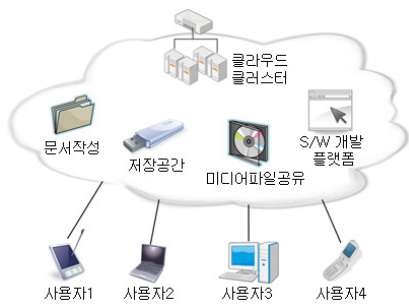 클라우드
클러스터
문서작성
저장공간
미디어파일공유
S/W 개발
플랫폼
사용자1
사용자2
사용자3
사용자4